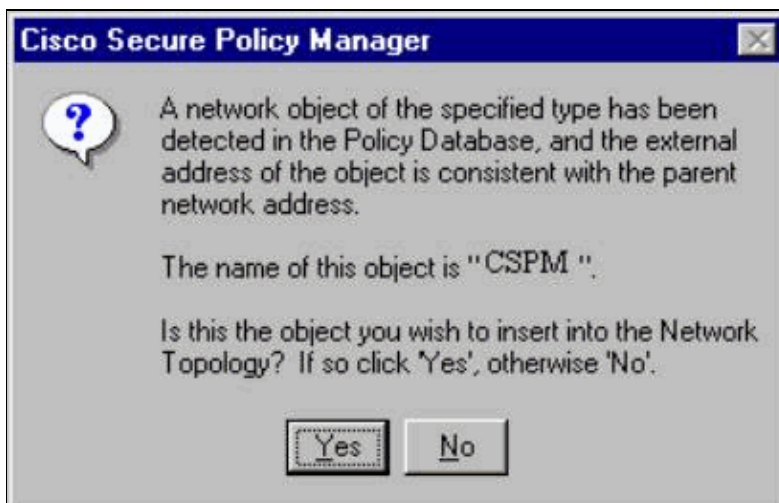 Cisco Secure Policy Manager
A network object of the specified type has been
detected in the Policy Database, and the external
address of the object is consistent with the parent
network address.
The name of this object is "CSPM ".
Is this the object you wish to insert into the Network
Topology? If so click 'Yes', otherwise 'No'.
Yes
No